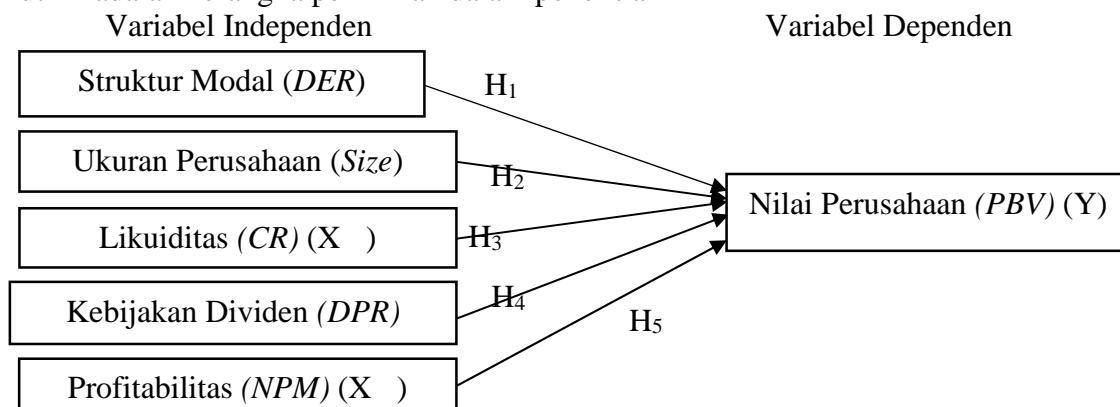 Variabel Independen
Variabel Dependen
Struktur Modal (DER)
H1
Ukuran Perusahaan (Size)
H2
Nilai Perusahaan (PBV) (Y)
Likuiditas (CR) (X )
H3
Kebijakan Dividen (DPR)
H4
H5
Profitabilitas (NPM) (X )